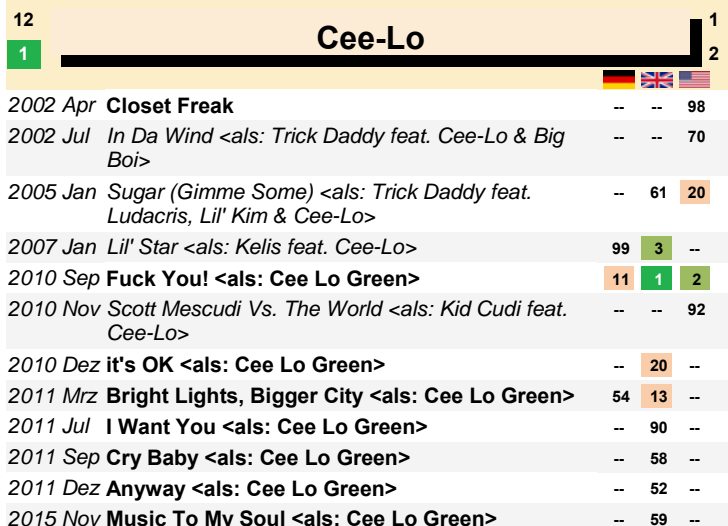 12 Cee-Lo 1
1 2
2002 Apr Closet Freak -- -- 98
2002 Jul In Da Wind <als: Trick Daddy feat. Cee-Lo & Big -- -- 70
Boi>
2005 Jan Sugar (Gimme Some) <als: Trick Daddy feat. -- 61 20
Ludacris, Lil' Kim & Cee-Lo>
2007 Jan Lil' Star <als: Kelis feat. Cee-Lo> 99 3 --
2010 Sep Fuck You! <als: Cee Lo Green> 11 1 2
2010 Nov Scott Mescudi Vs. The World <als: Kid Cudi feat. -- -- 92
Cee-Lo>
2010 Dez it's OK <als: Cee Lo Green> -- 20 --
2011 Mrz Bright Lights, Bigger City <als: Cee Lo Green> 54 13 --
2011 Jul I Want You <als: Cee Lo Green> -- 90 --
2011 Sep Cry Baby <als: Cee Lo Green> -- 58 --
2011 Dez Anyway <als: Cee Lo Green> -- 52 --
2015 Nov Music To My Soul <als: Cee Lo Green> -- 59 --